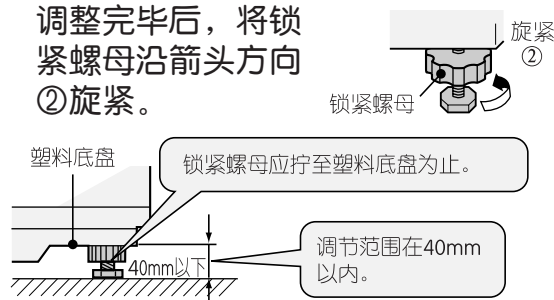 调整完毕后，将锁
紧螺母沿箭头方向
②旋紧。
旋紧
②
锁紧螺母
塑料底盘
锁紧螺母应拧至塑料底盘为止。
40mm以下
调节范围在40mm
以内。